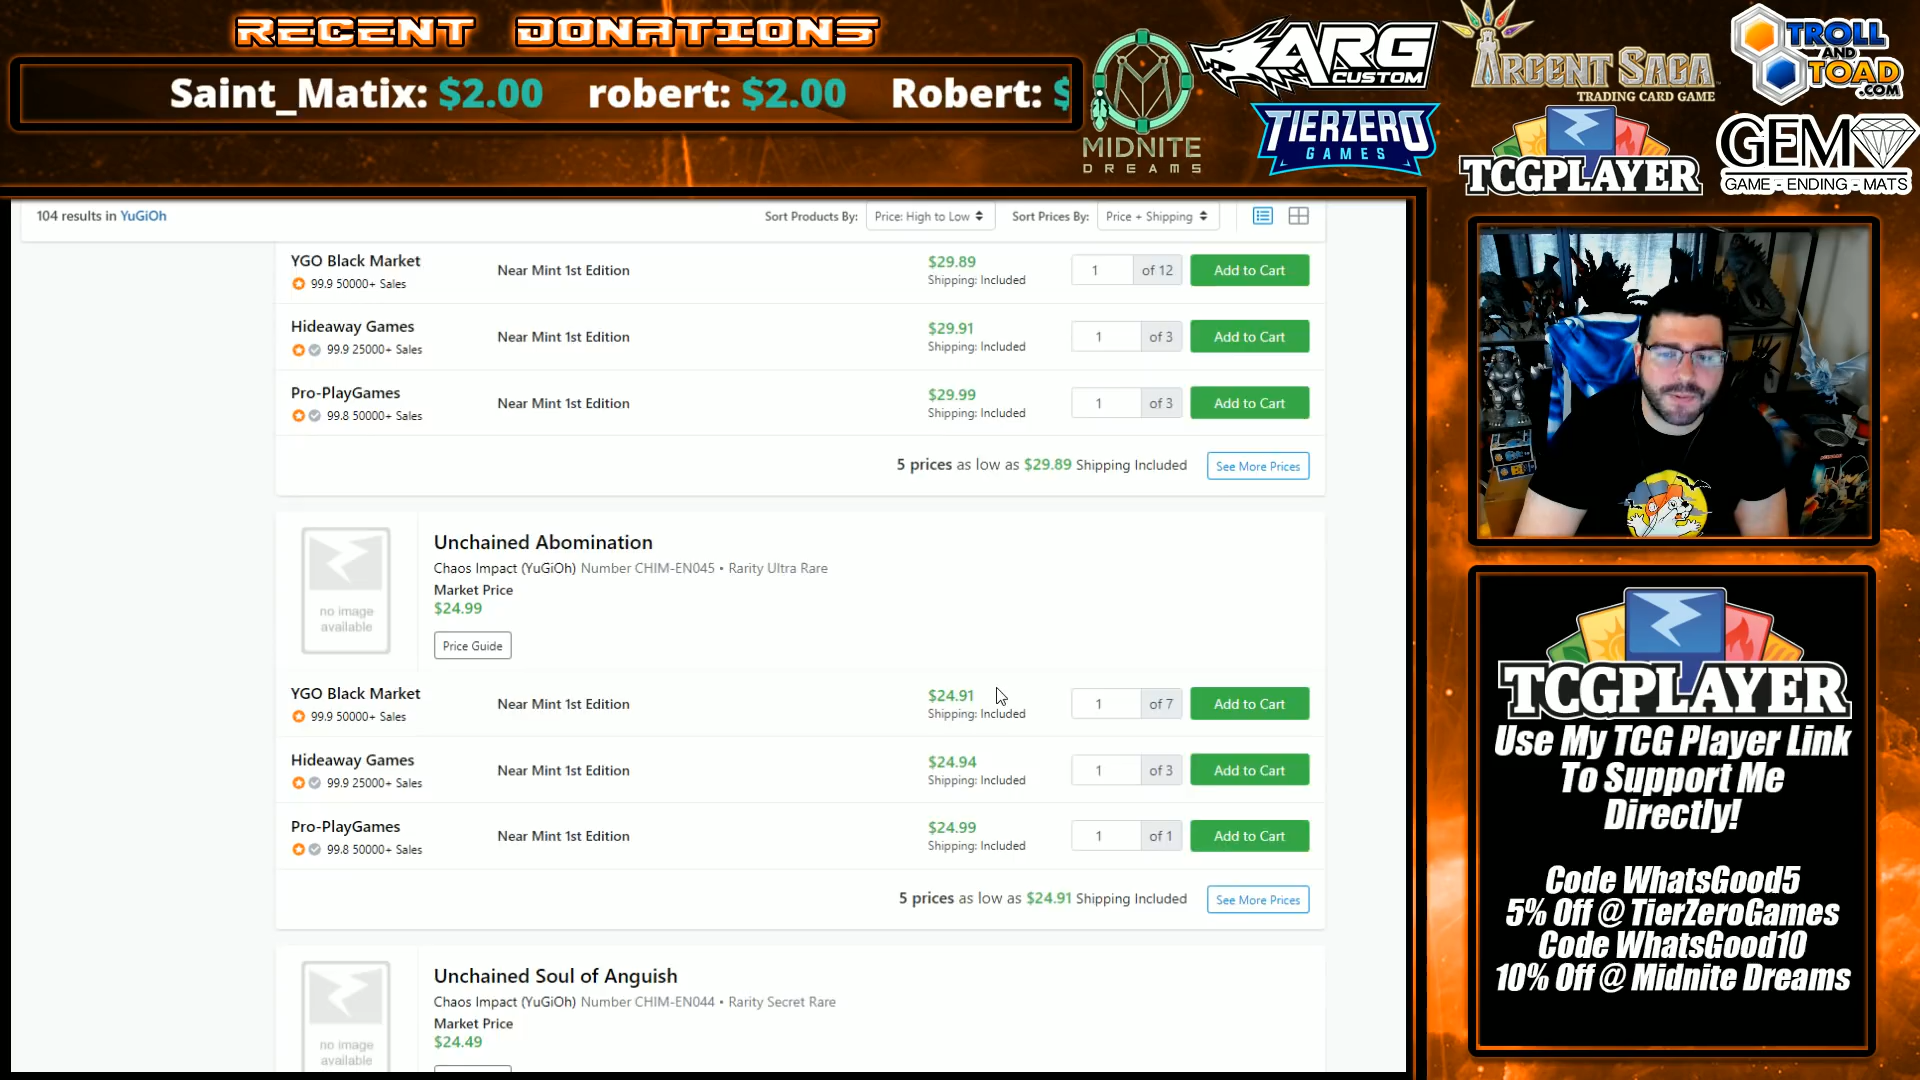 RECENT DONATIONS
Saint_Matix: $2.00 robert: $2.00 Robert: $
MIDNITE
DREAMS
ARG
CUSTOM
TIERZERO
GAMES
ARGENT SAGA
TRADING CARD GAME
TROLL
AND
TOAD
.COM
TCGPLAYER
GEM
GAME-ENDING-MATS
104 results in YuGiOh
Sort Products By: Price: High to Low
Sort Prices By: Price + Shipping
YGO Black Market
99.9 50000+ Sales
Near Mint 1st Edition
$29.89
Shipping: Included
1 of 12
Add to Cart
Hideaway Games
99.9 25000+ Sales
Near Mint 1st Edition
$29.91
Shipping: Included
1 of 3
Add to Cart
Pro-PlayGames
99.8 50000+ Sales
Near Mint 1st Edition
$29.99
Shipping: Included
1 of 3
Add to Cart
5 prices as low as $29.89 Shipping Included
See More Prices
no image
available
Unchained Abomination
Chaos Impact (YuGiOh) Number CHIM-EN045 • Rarity Ultra Rare
Market Price
$24.99
Price Guide
YGO Black Market
99.9 50000+ Sales
Near Mint 1st Edition
$24.91
Shipping: Included
1 of 7
Add to Cart
Hideaway Games
99.9 25000+ Sales
Near Mint 1st Edition
$24.94
Shipping: Included
1 of 3
Add to Cart
Pro-PlayGames
99.8 50000+ Sales
Near Mint 1st Edition
$24.99
Shipping: Included
1 of 1
Add to Cart
5 prices as low as $24.91 Shipping Included
See More Prices
no image
available
Unchained Soul of Anguish
Chaos Impact (YuGiOh) Number CHIM-EN044 • Rarity Secret Rare
Market Price
$24.49
TCGPLAYER
Use My TCG Player Link
To Support Me
Directly!
Code WhatsGood5
5% Off @ TierZeroGames
Code WhatsGood10
10% Off @ Midnite Dreams